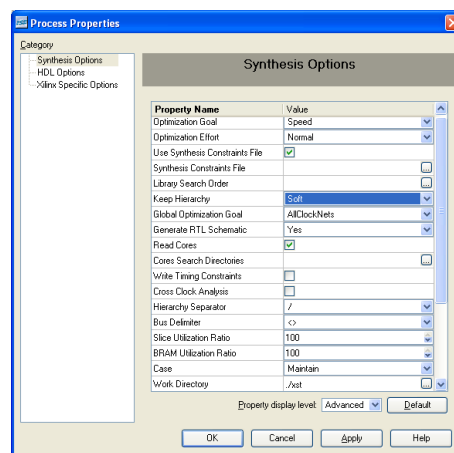 Process Properties
Category
Synthesis Options
HDL Options
Xilinx Specific Options
Synthesis Options
Property Name Value
Optimization Goal Speed
Optimization Effort Normal
Use Synthesis Constraints File
Synthesis Constraints File ...
Library Search Order ...
Keep Hierarchy Soft
Global Optimization Goal AllClockNets
Generate RTL Schematic Yes
Read Cores
Cores Search Directories ...
Write Timing Constraints
Cross Clock Analysis
Hierarchy Separator /
Bus Delimiter <>
Slice Utilization Ratio 100
BRAM Utilization Ratio 100
Case Maintain
Work Directory ./xst ...
Property display level: Advanced Default
OK Cancel Apply Help